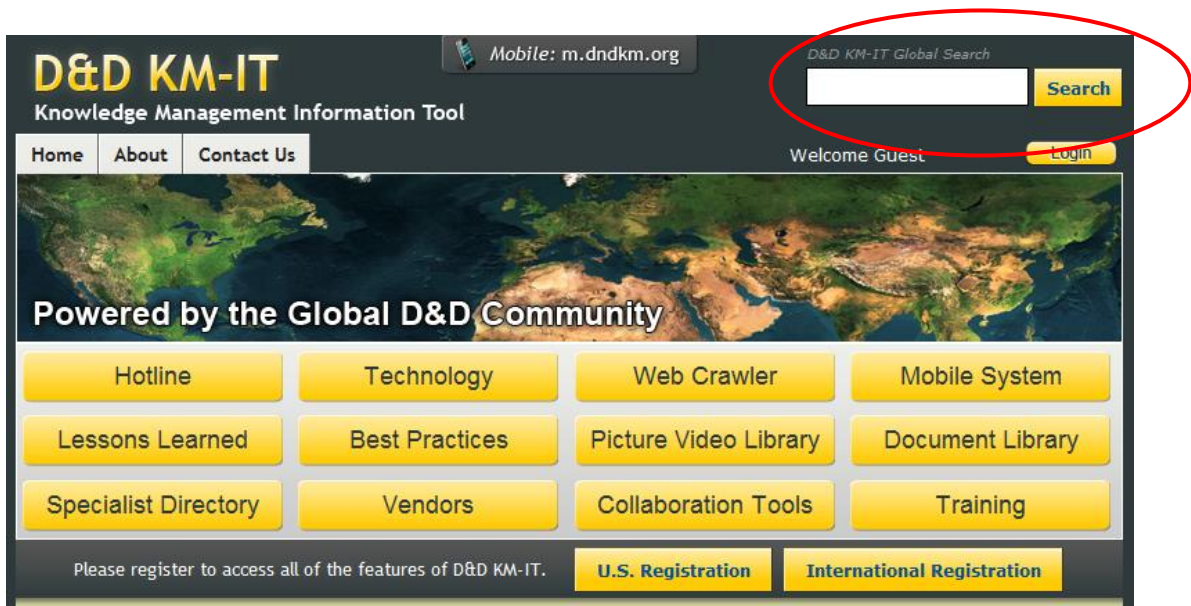 Mobile: m.dndkm.org
D&D KM-IT Global Search
D&D KM-IT
Search
Knowledge Management Information Tool
Home About Contact Us
Welcome Guest Login
Powered by the Global D&D Community
Hotline Technology Web Crawler Mobile System
Lessons Learned Best Practices Picture Video Library Document Library
Specialist Directory Vendors Collaboration Tools Training
Please register to access all of the features of D&D KM-IT. U.S. Registration International Registration